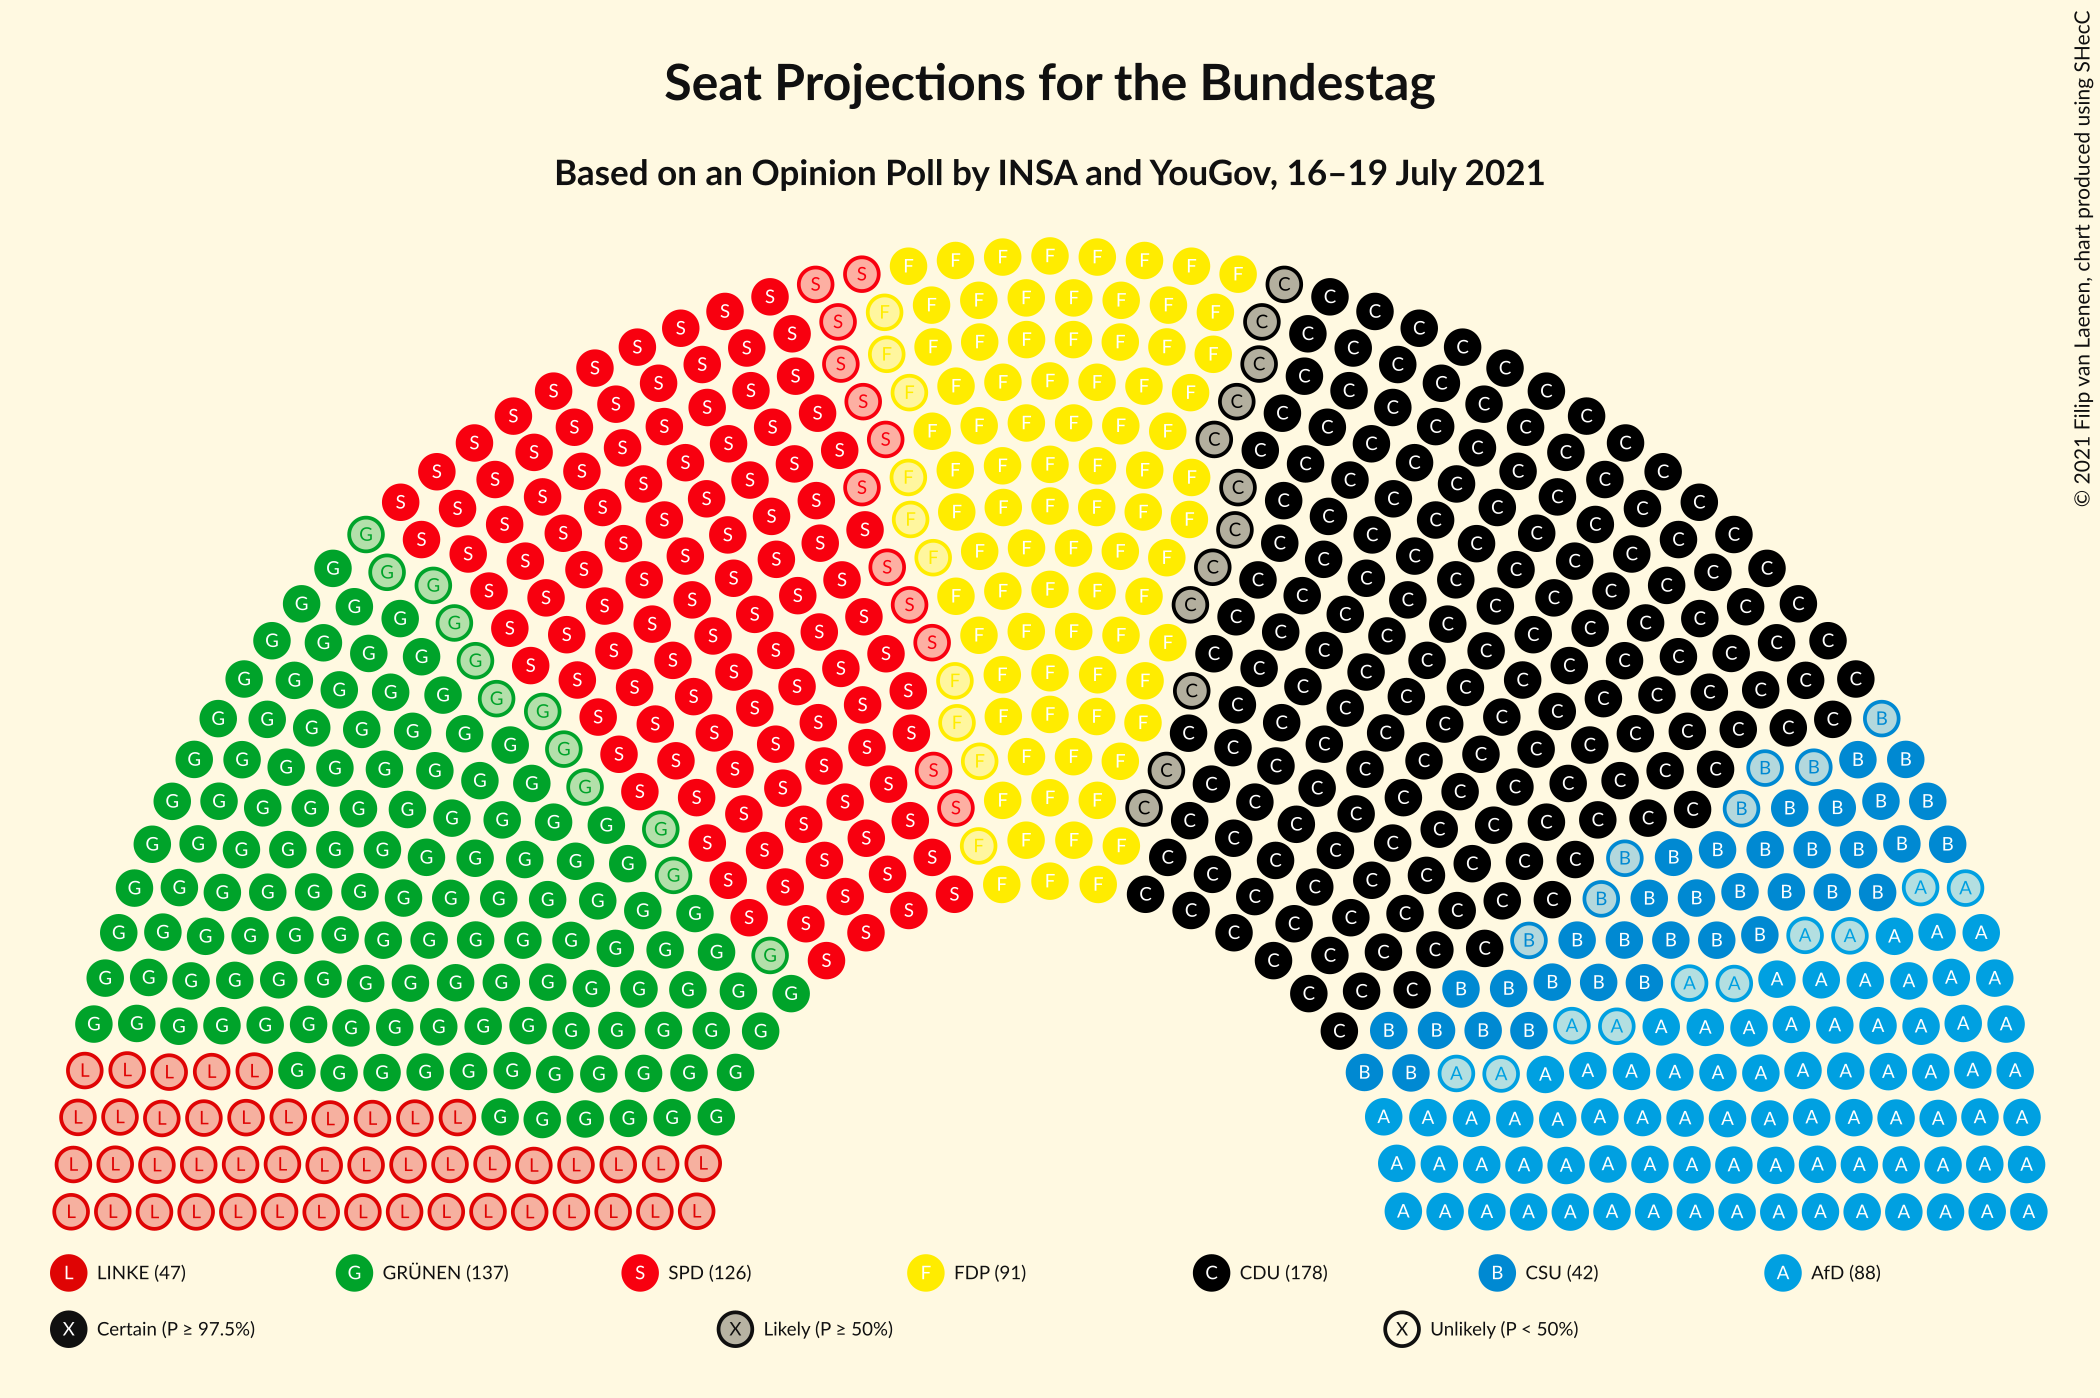 Seat Projections for the Bundestag
Based on an Opinion Poll by INSA and YouGov, 16–19 July 2021
© 2021 Filip van Laenen, chart produced using SHecC
L LINKE (47)
G GRÜNEN (137)
S SPD (126)
F FDP (91)
C CDU (178)
B CSU (42)
A AfD (88)
X Certain (P ≥ 97.5%)
X Likely (P ≥ 50%)
X Unlikely (P < 50%)